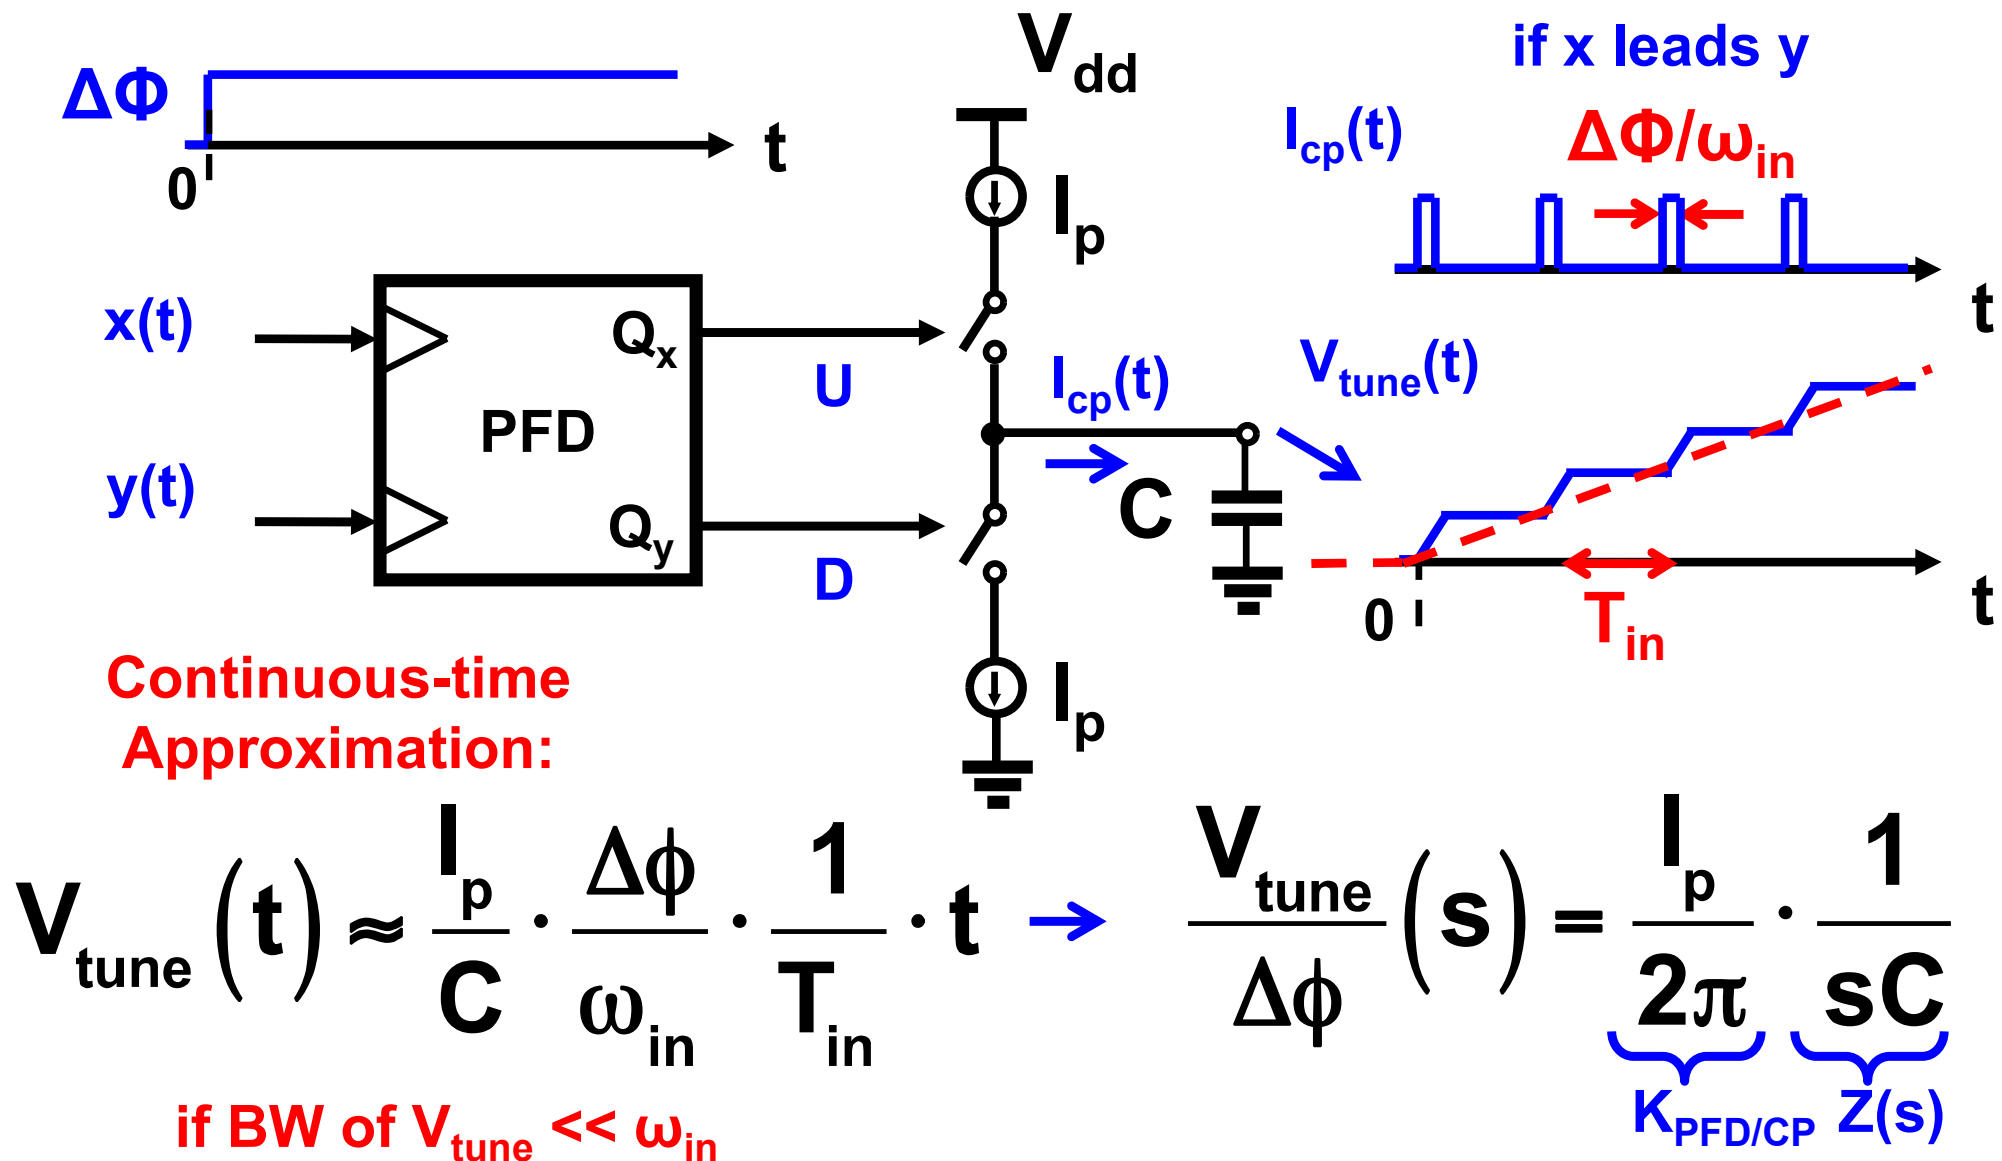 V_dd
if x leads y
ΔΦ
t
0
I_cp(t)
ΔΦ/ω_in
I_p
t
x(t)
Q_x
U
I_cp(t)
V_tune(t)
PFD
y(t)
Q_y
D
C
0
T_in
t
I_p
Continuous-time
Approximation:
V_tune(t) ≈ I_p/C · Δϕ/ω_in · 1/T_in · t → V_tune/Δϕ (s) = I_p/2π · 1/sC
K_PFD/CP Z(s)
if BW of V_tune << ω_in